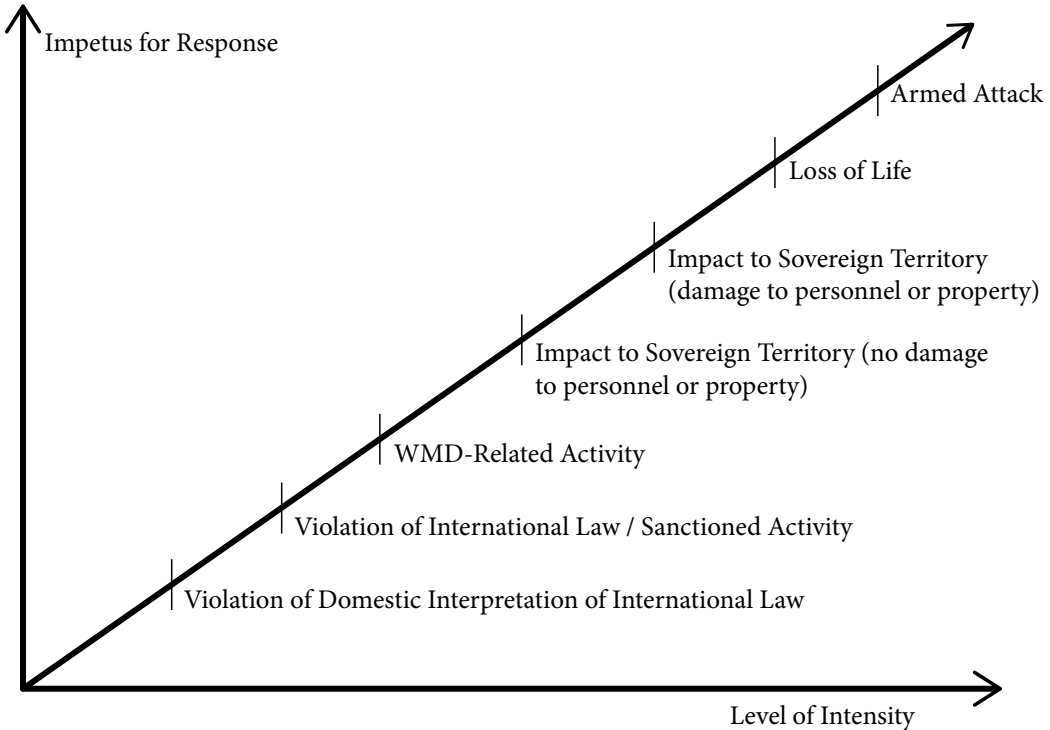 Impetus for Response
Armed Attack
Loss of Life
Impact to Sovereign Territory
(damage to personnel or property)
Impact to Sovereign Territory (no damage
to personnel or property)
WMD-Related Activity
Violation of International Law / Sanctioned Activity
Violation of Domestic Interpretation of International Law
Level of Intensity